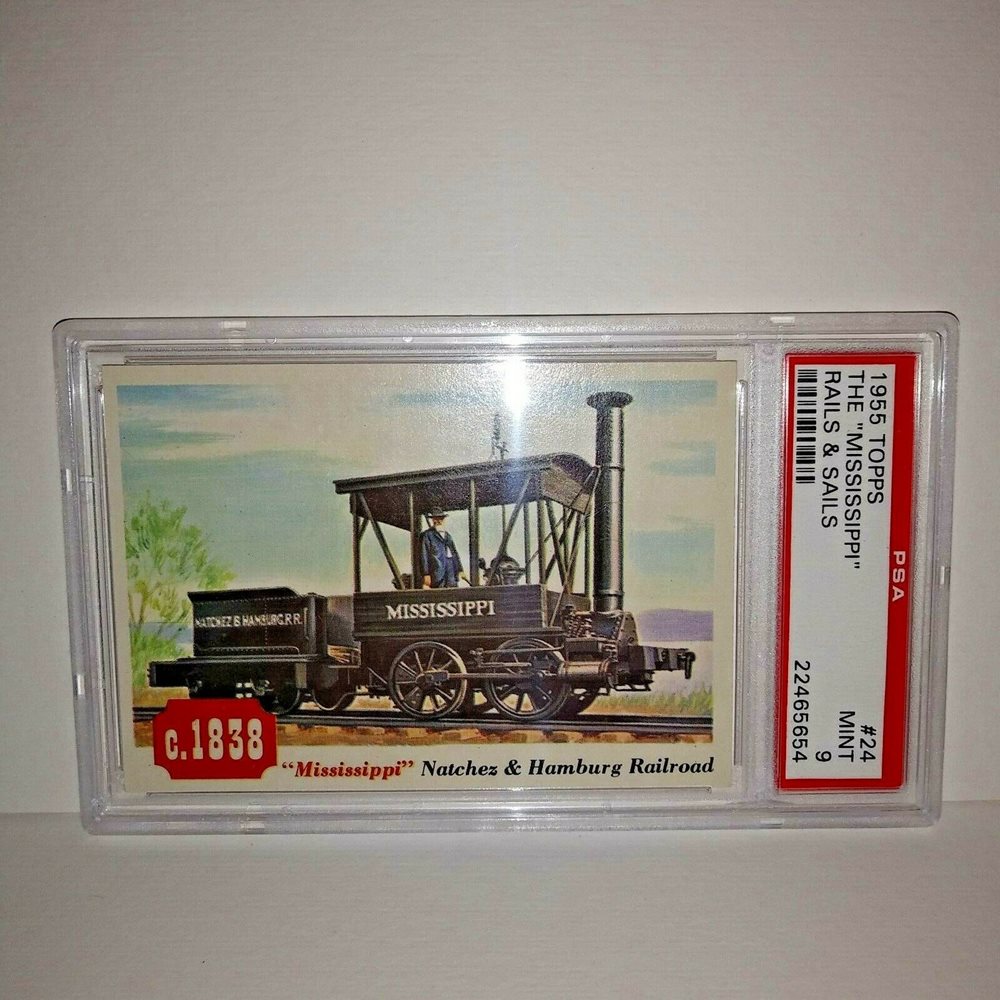 MISSISSIPPI
NATCHEZ & HAMBURG.R.R.
c.1838
"Mississippi" Natchez & Hamburg Railroad
PSA
1955 TOPPS #24
THE "MISSISSIPPI" MINT
RAILS & SAILS 9
22465654